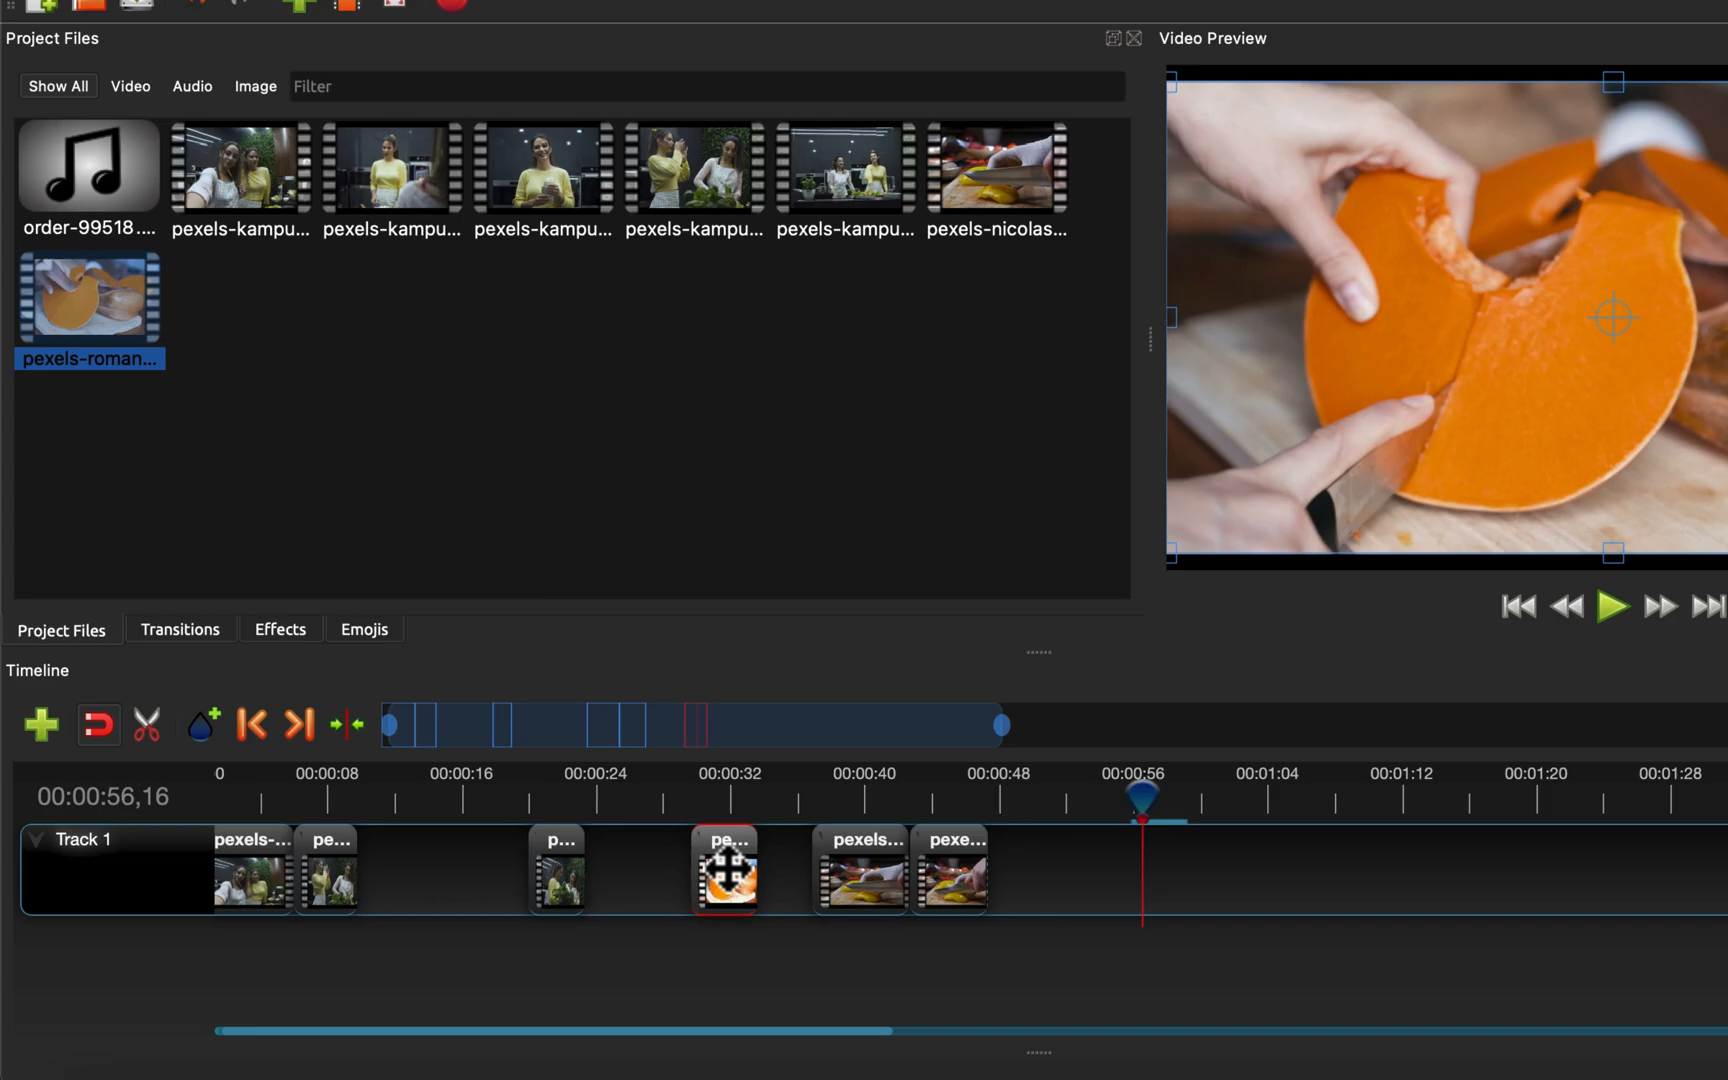 Project Files
Video Preview
Show All Video Audio Image Filter
order-99518.... pexels-kampu... pexels-kampu... pexels-kampu... pexels-kampu... pexels-kampu... pexels-nicolas...
pexels-roman...
Project Files Transitions Effects Emojis
Timeline
0 00:00:08 00:00:16 00:00:24 00:00:32 00:00:40 00:00:48 00:00:56 00:01:04 00:01:12 00:01:20 00:01:28
00:00:56,16
Track 1 pexels-... pe... p... pe... pexels... pexe...